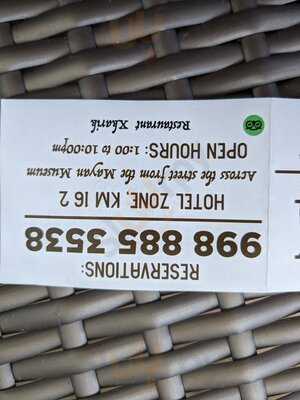 RESERVATIONS:
998 885 3538
HOTEL ZONE, KM 16 2
Across the street from the Mayan Museum
OPEN HOURS: 1:00 to 10:00pm
Restaurant Xkarib